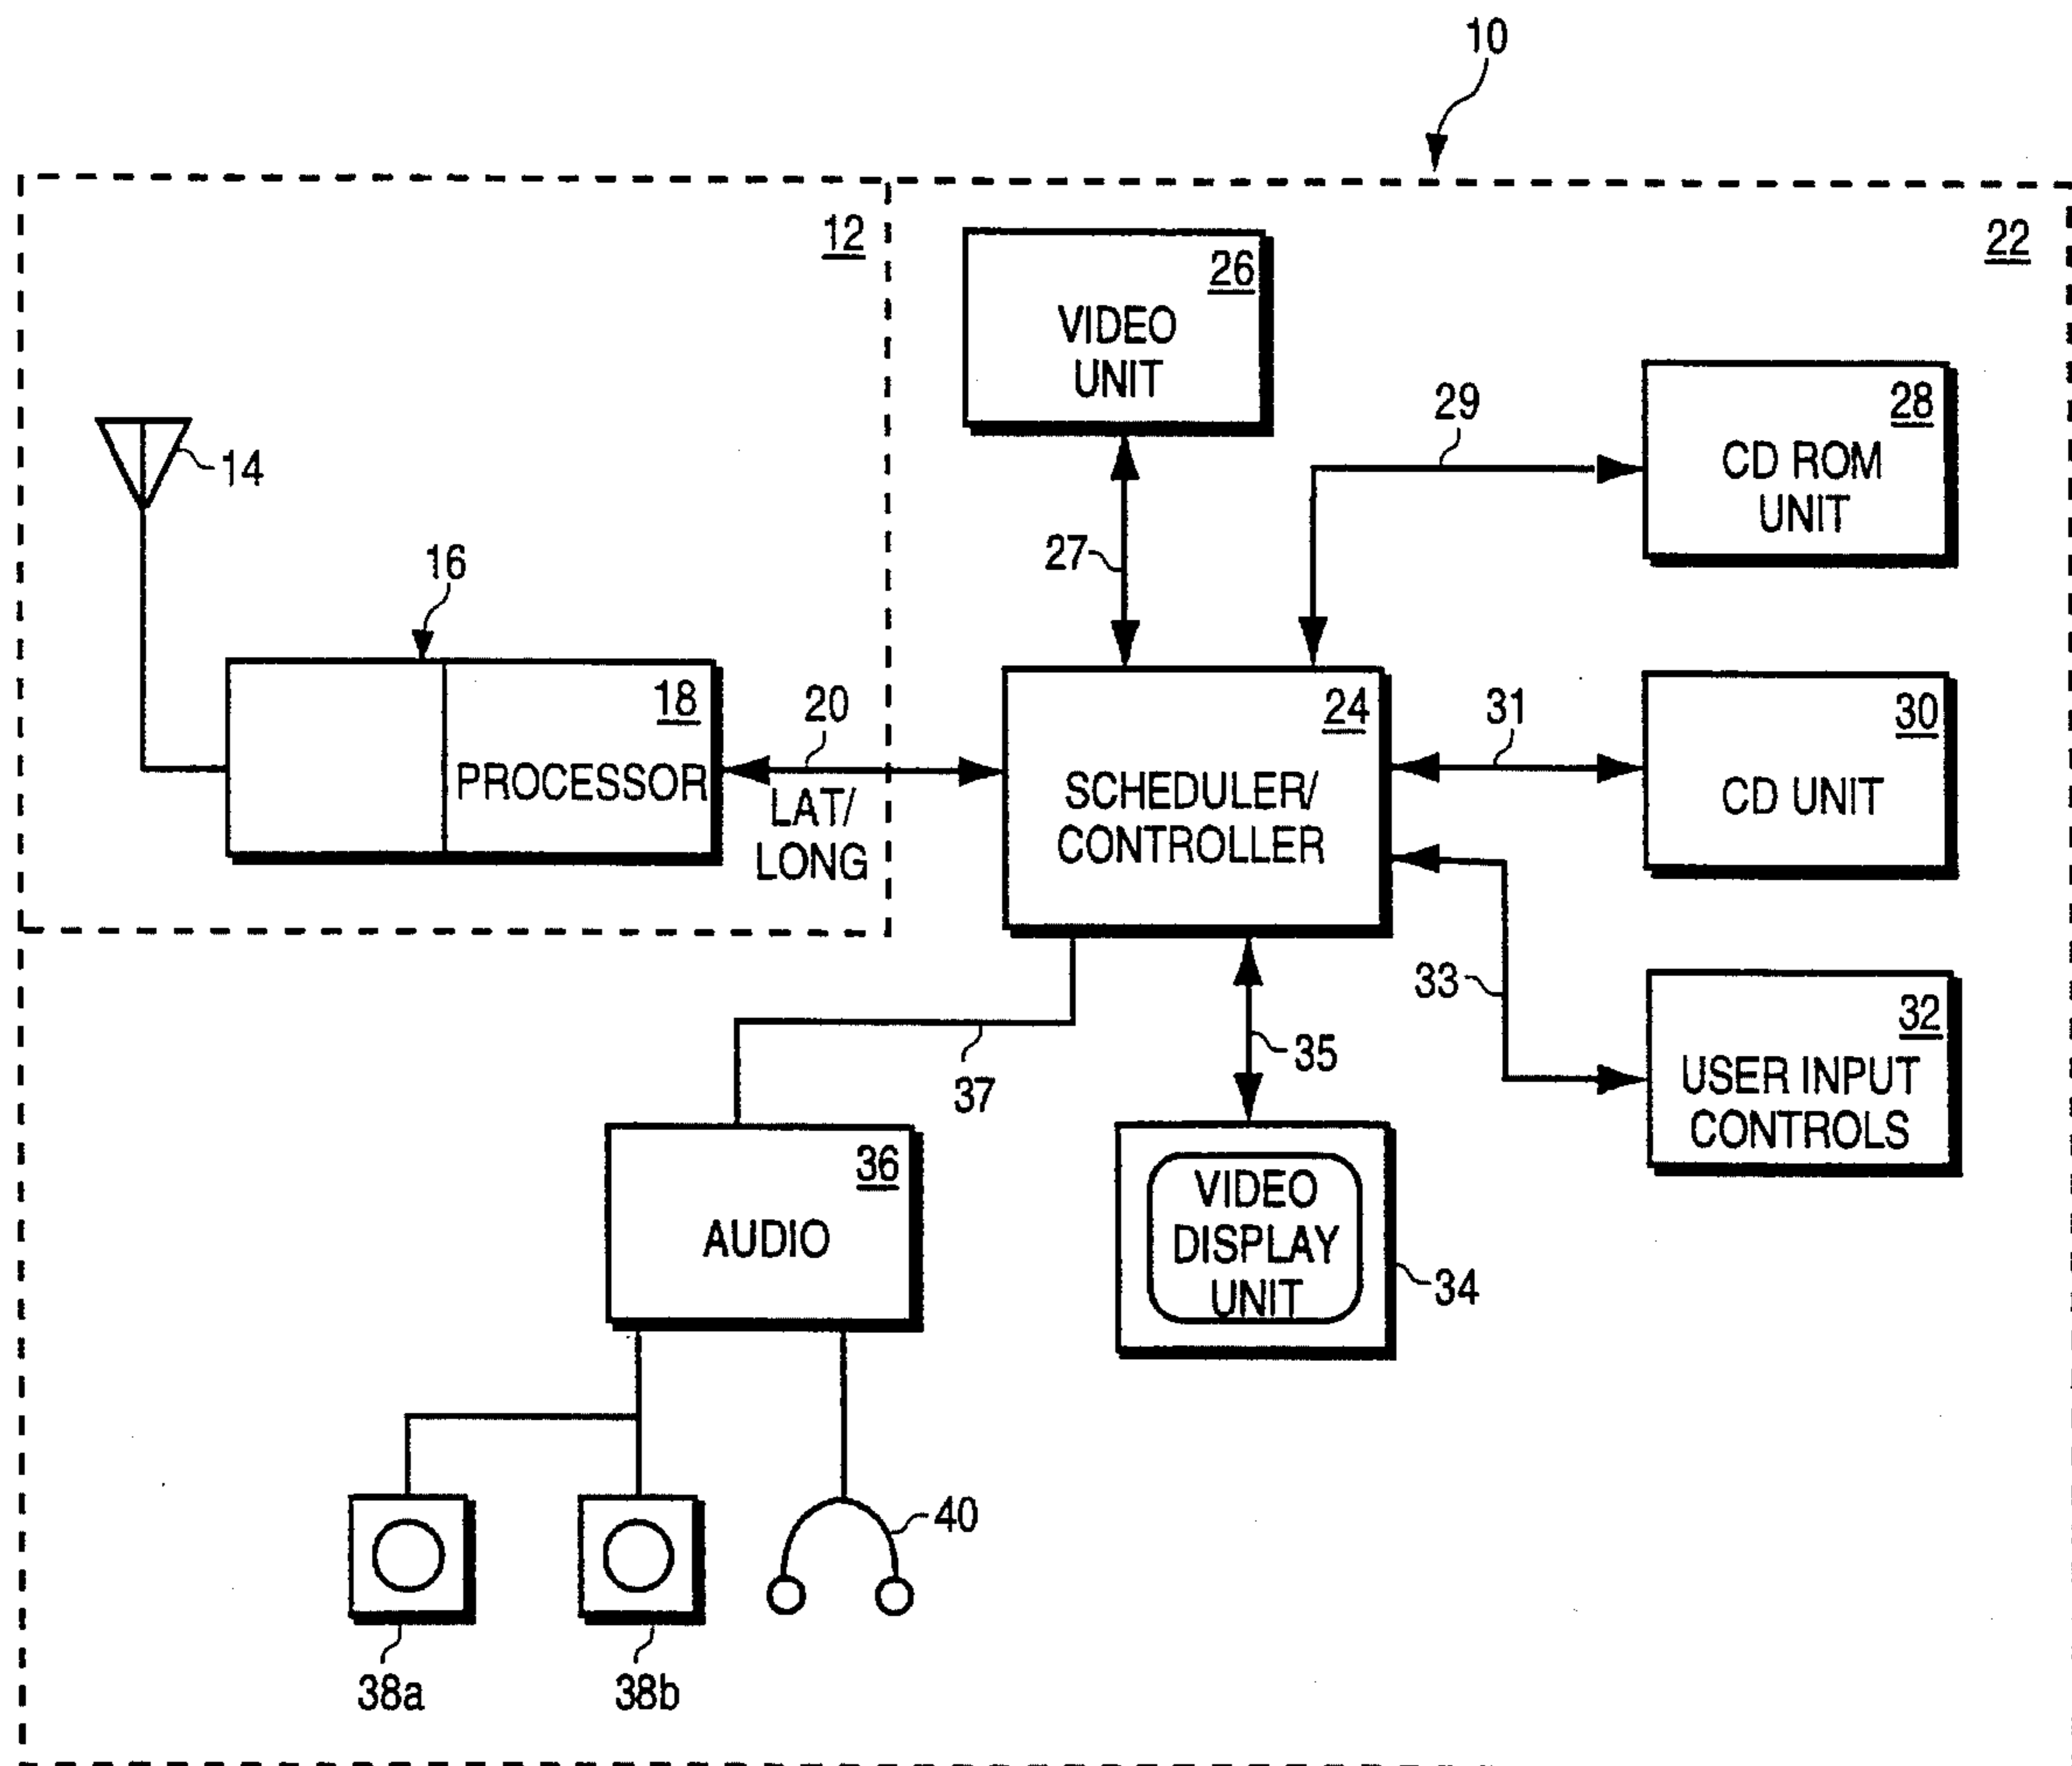 10
12
22
26
VIDEO
UNIT
28
CD ROM
UNIT
29
14
27
16
18
PROCESSOR
20
LAT/
LONG
24
SCHEDULER/
CONTROLLER
31
30
CD UNIT
33
32
USER INPUT
CONTROLS
37
35
36
AUDIO
VIDEO
DISPLAY
UNIT
34
40
38a
38b